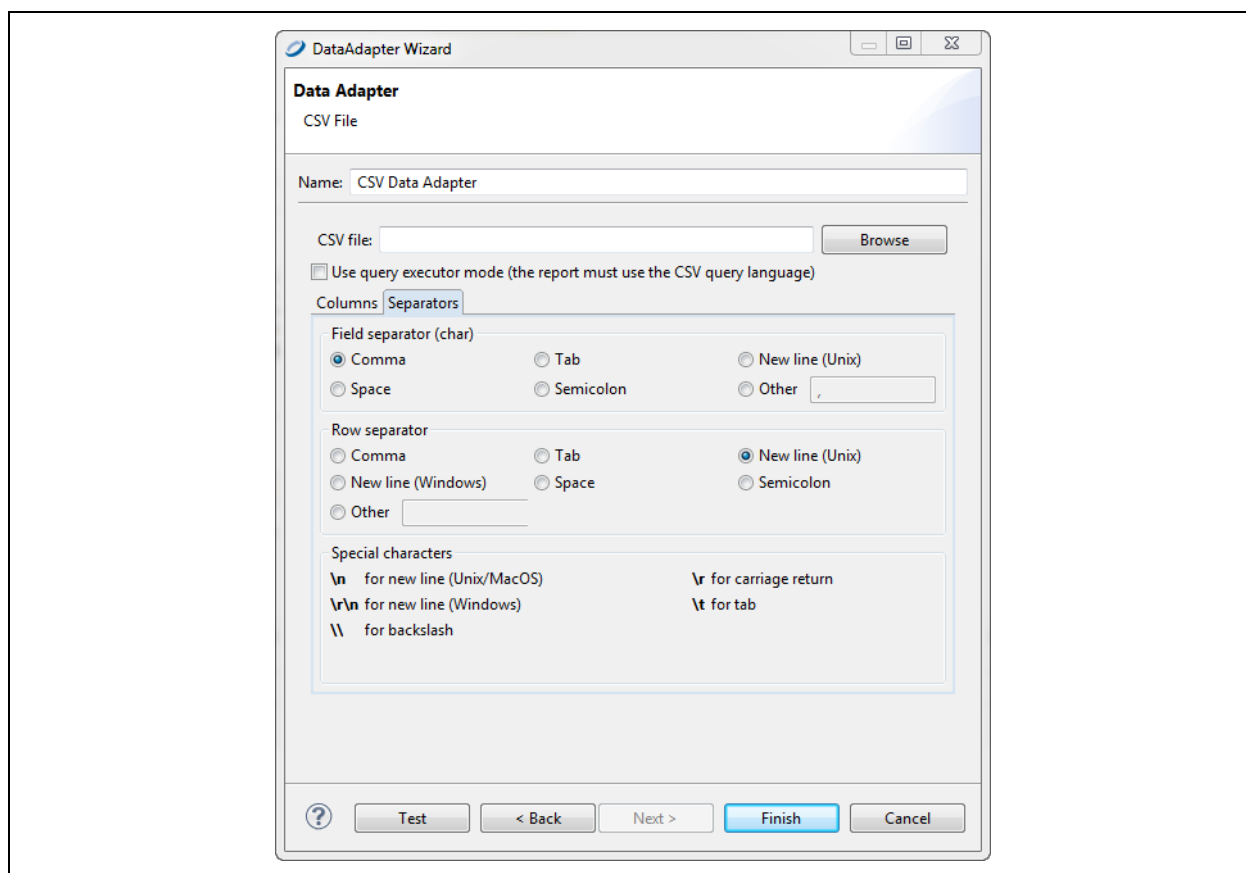 DataAdapter Wizard
Data Adapter
CSV File
Name: CSV Data Adapter
CSV file: Browse
Use query executor mode (the report must use the CSV query language)
Columns Separators
Field separator (char)
Comma Tab New line (Unix)
Space Semicolon Other ,
Row separator
Comma Tab New line (Unix)
New line (Windows) Space Semicolon
Other
Special characters
\n for new line (Unix/MacOS) \r for carriage return
\r\n for new line (Windows) \t for tab
\\ for backslash
? Test < Back Next > Finish Cancel